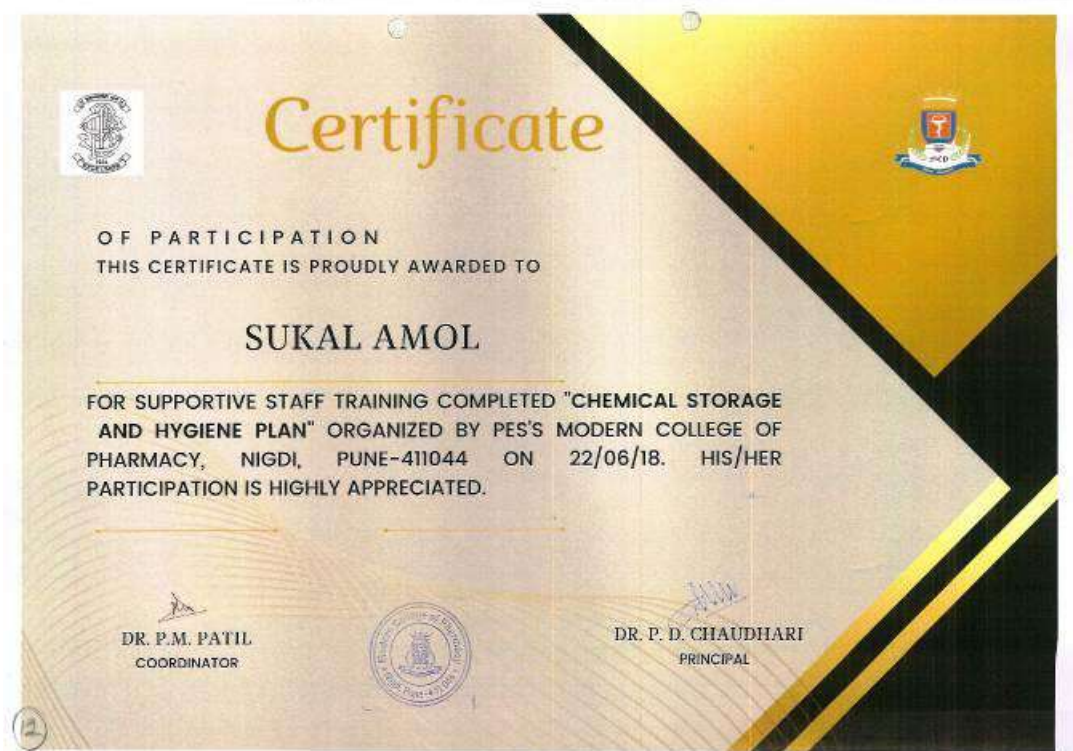 Certificate
OF PARTICIPATION
THIS CERTIFICATE IS PROUDLY AWARDED TO
SUKAL AMOL
FOR SUPPORTIVE STAFF TRAINING COMPLETED "CHEMICAL STORAGE
AND HYGIENE PLAN" ORGANIZED BY PES'S MODERN COLLEGE OF
PHARMACY, NIGDI, PUNE-411044 ON 22/06/18. HIS/HER
PARTICIPATION IS HIGHLY APPRECIATED.
DR. P.M. PATIL
COORDINATOR
DR. P. D. CHAUDHARI
PRINCIPAL
12